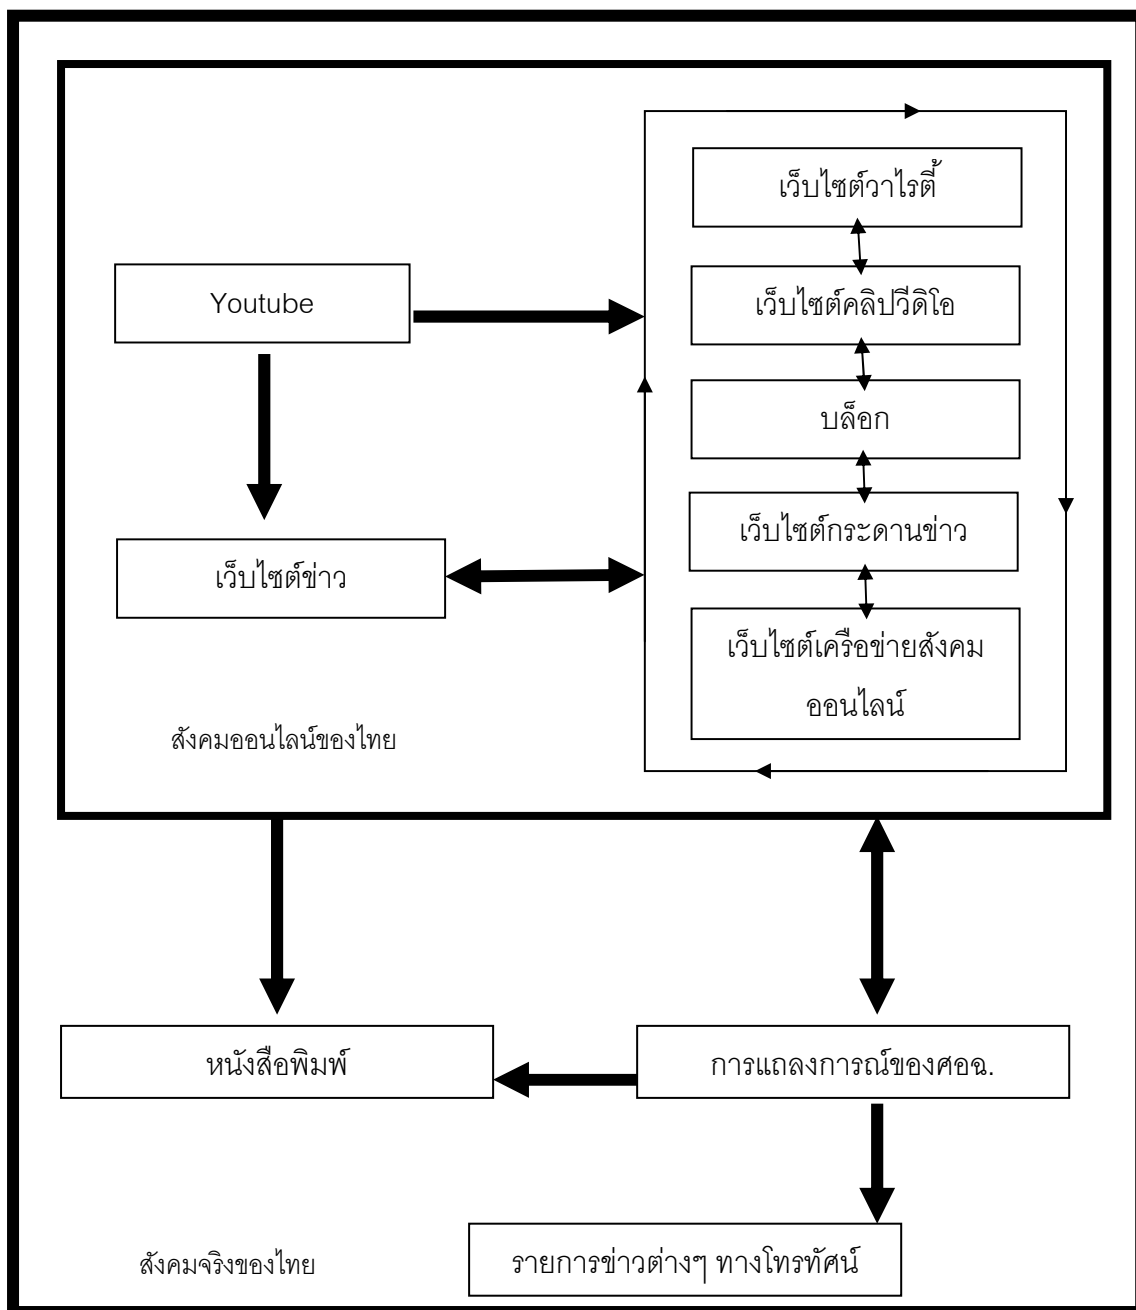 เว็บไซต์วาไรตี้
Youtube
เว็บไซต์คลิปวีดิโอ
บล็อก
เว็บไซต์กระดานข่าว
เว็บไซต์ข่าว
เว็บไซต์เครือข่ายสังคม
ออนไลน์
สังคมออนไลน์ของไทย
หนังสือพิมพ์
การแถลงการณ์ของศอฉ.
รายการข่าวต่างๆ ทางโทรทัศน์
สังคมจริงของไทย